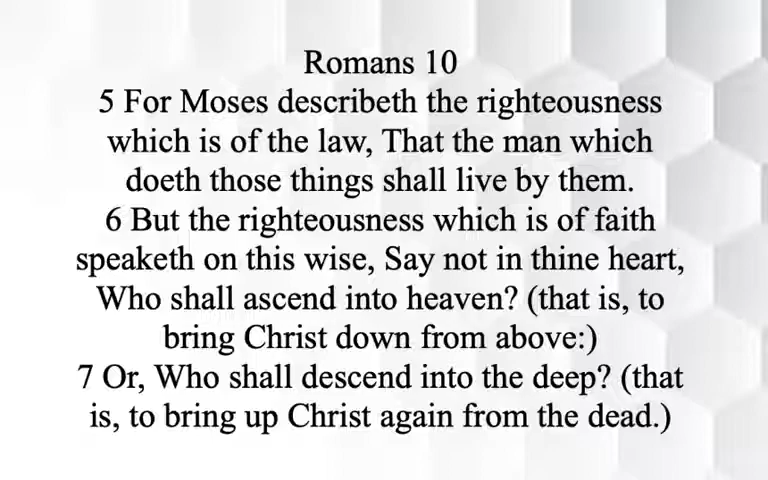 Romans 10
5 For Moses describeth the righteousness
which is of the law, That the man which
doeth those things shall live by them.
6 But the righteousness which is of faith
speaketh on this wise, Say not in thine heart,
Who shall ascend into heaven? (that is, to
bring Christ down from above:)
7 Or, Who shall descend into the deep? (that
is, to bring up Christ again from the dead.)